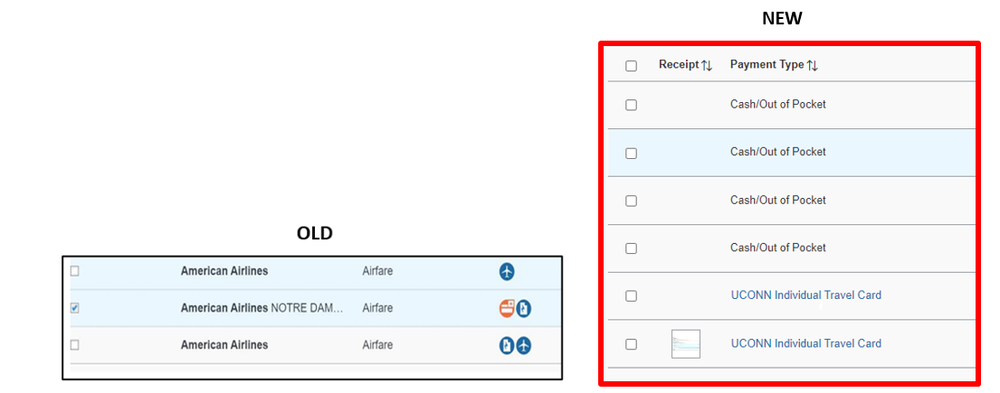 NEW
Receipt Payment Type
Cash/Out of Pocket
Cash/Out of Pocket
Cash/Out of Pocket
Cash/Out of Pocket
UCONN Individual Travel Card
UCONN Individual Travel Card
OLD
American Airlines Airfare
American Airlines NOTRE DAM... Airfare
American Airlines Airfare